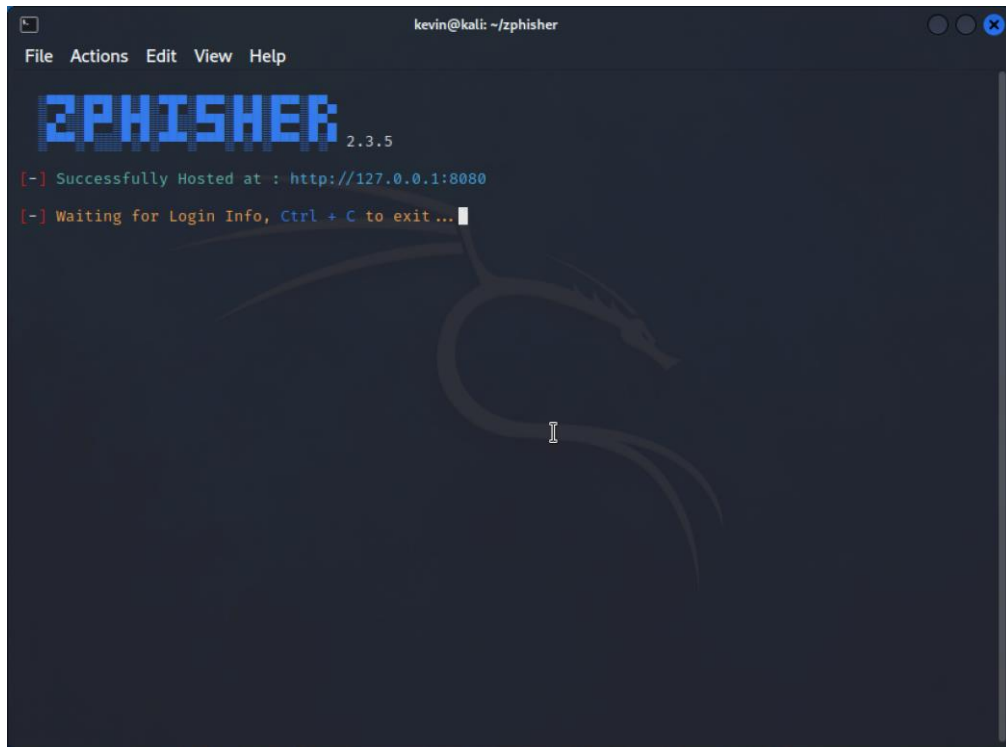 kevin@kali: ~/zphisher
File Actions Edit View Help
ZPHISHER 2.3.5
[-] Successfully Hosted at : http://127.0.0.1:8080
[-] Waiting for Login Info, Ctrl + C to exit...